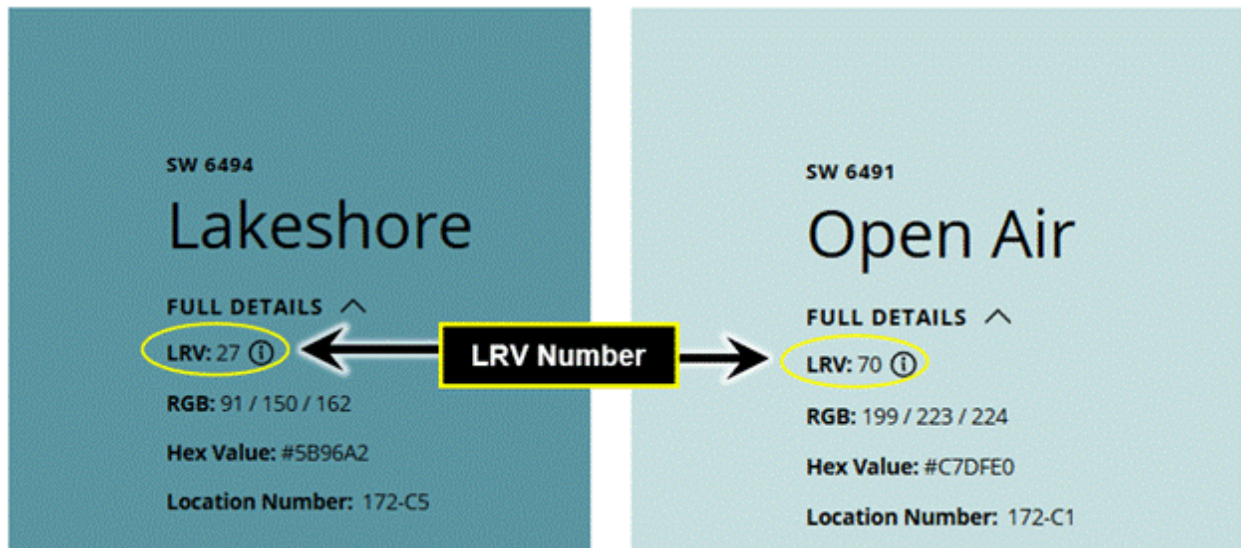 SW 6494
Lakeshore
FULL DETAILS
LRV: 27
RGB: 91 / 150 / 162
Hex Value: #5B96A2
Location Number: 172-C5
LRV Number
SW 6491
Open Air
FULL DETAILS
LRV: 70
RGB: 199 / 223 / 224
Hex Value: #C7DFE0
Location Number: 172-C1